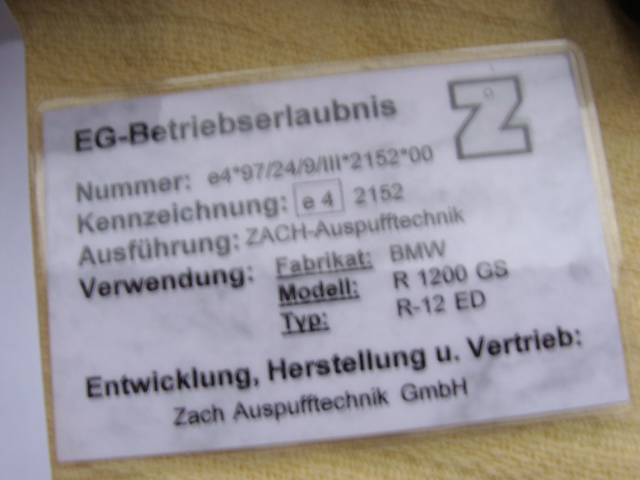 EG-Betriebserlaubnis
Z
Nummer: e4*97/24/9/III*2152*00
Kennzeichnung: e 4 2152
Ausführung: ZACH-Auspufftechnik
Verwendung: Fabrikat: BMW
Modell: R 1200 GS
Typ: R-12 ED
Entwicklung, Herstellung u. Vertrieb:
Zach Auspufftechnik GmbH